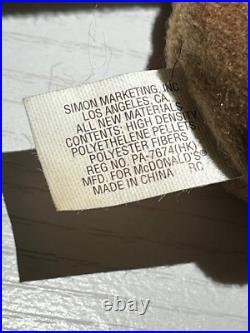 SIMON MARKETING, INC.
LOS ANGELES, CA
ALL NEW MATERIALS
CONTENTS: HIGH DENSITY
POLYETHELENE PELLETS
POLYESTER FIBERS
REG NO. PA-7674(HK)
MFD. FOR McDONALD'S®
MADE IN CHINA RC